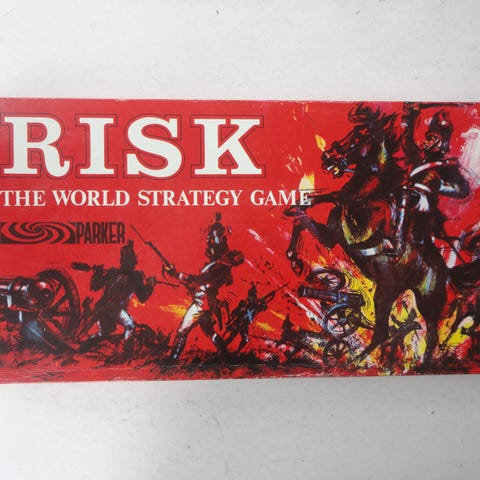 RISK
THE WORLD STRATEGY GAME
PARKER